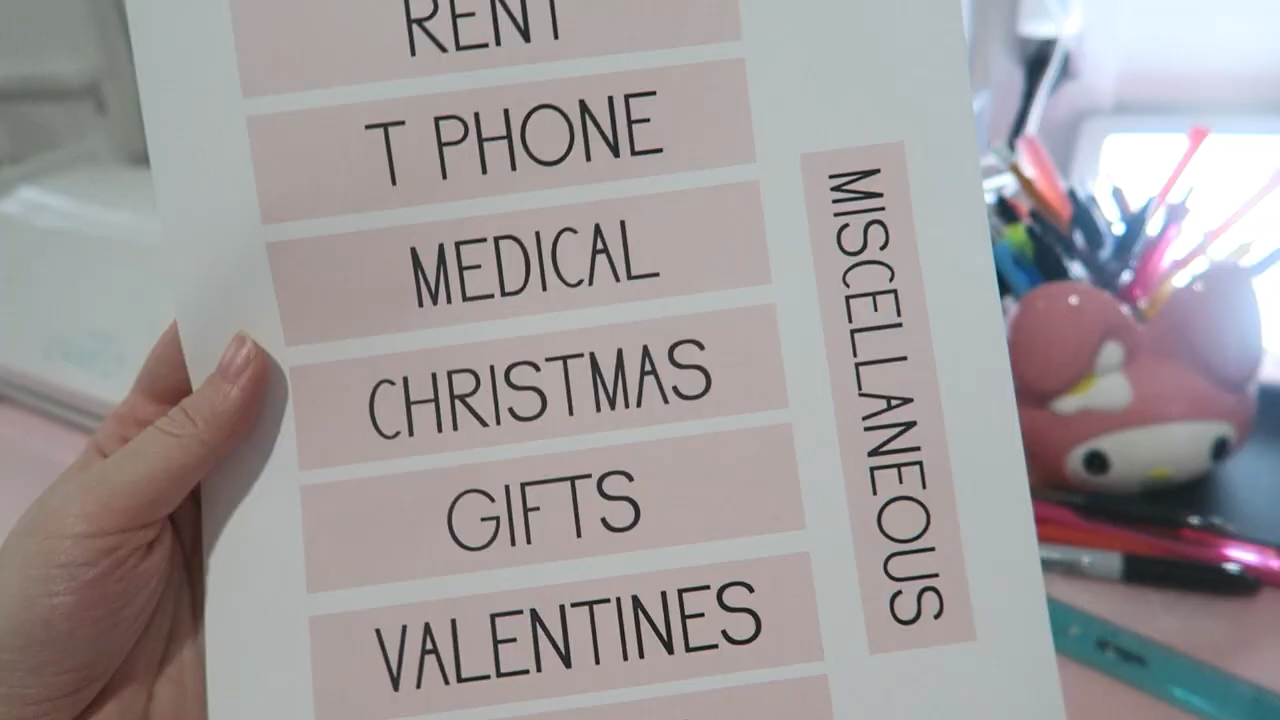 RENT
T PHONE
MEDICAL
CHRISTMAS
GIFTS
VALENTINES
MISCELLANEOUS